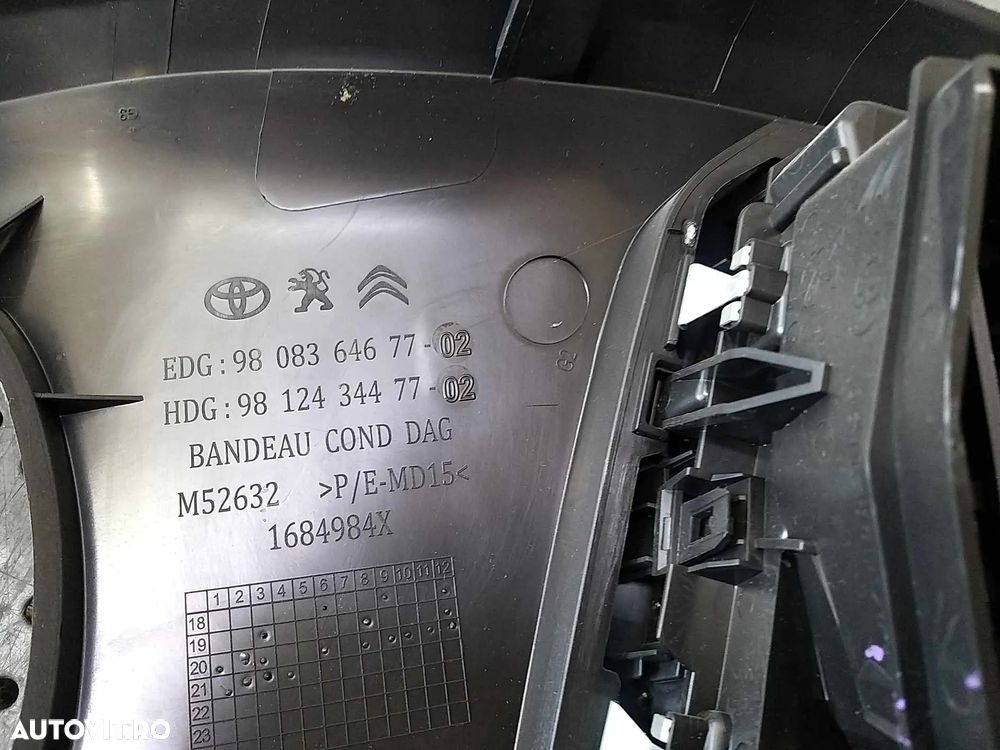 G3
EDG : 98 083 646 77 - 02
HDG : 98 124 344 77 - 02
BANDEAU COND DAG
M52632 >P/E-MD15<
1684984X
G2
1 2 3 4 5 6 7 8 9 10 11 12
18
19
20
21
22
23
AUTOVIT.RO